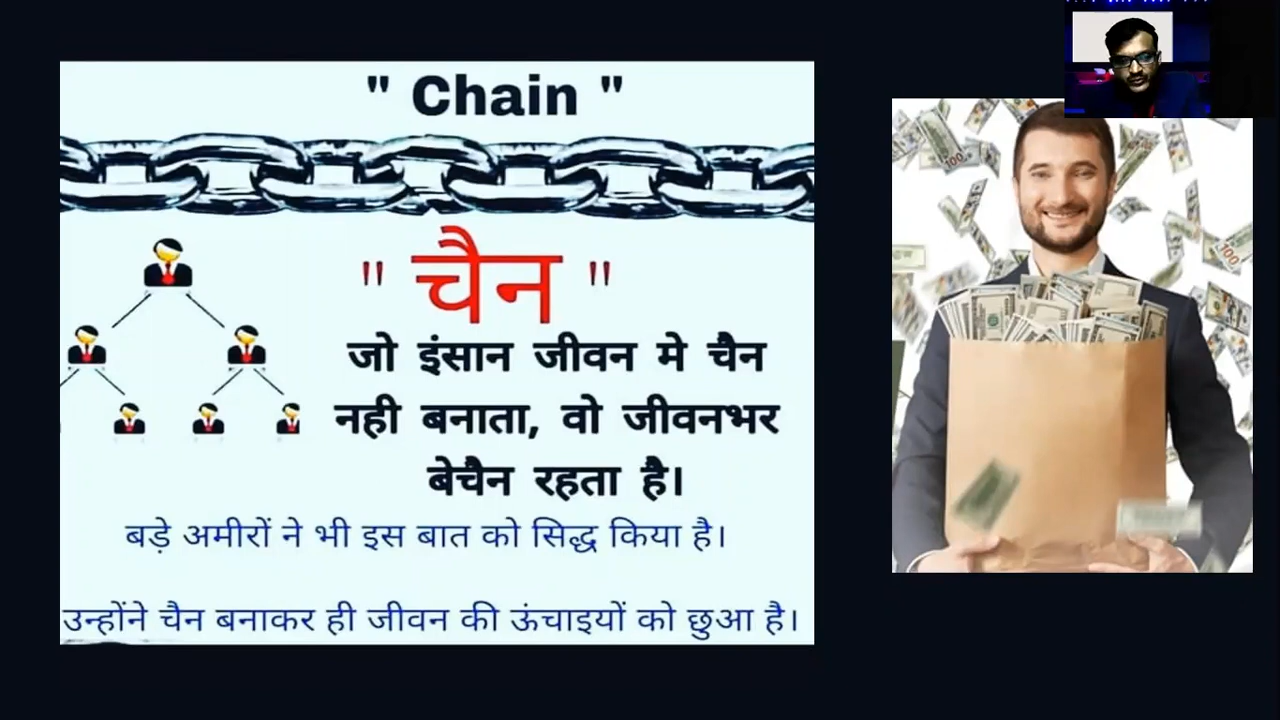 " Chain "
" चैन "
जो इंसान जीवन मे चैन
नही बनाता, वो जीवनभर
बेचैन रहता है।
बड़े अमीरों ने भी इस बात को सिद्ध किया है।
उन्होंने चैन बनाकर ही जीवन की ऊंचाइयों को छुआ है।